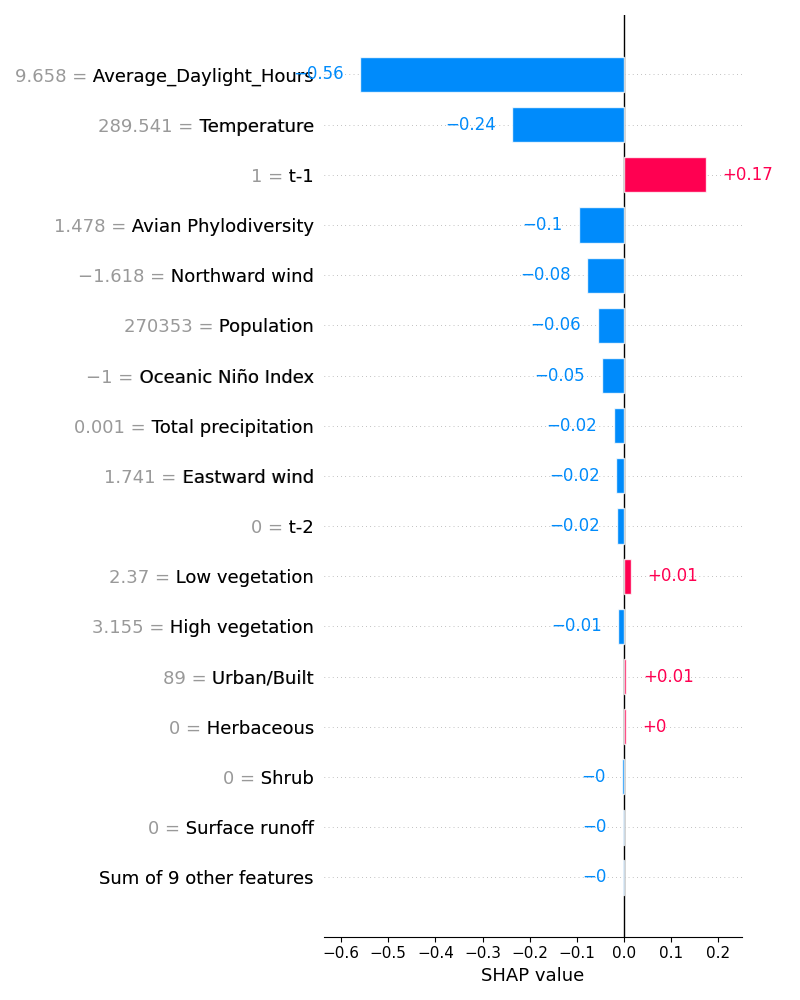 9.658 = Average_Daylight_Hours −0.56
289.541 = Temperature −0.24
1 = t-1 +0.17
1.478 = Avian Phylodiversity −0.1
−1.618 = Northward wind −0.08
270353 = Population −0.06
−1 = Oceanic Niño Index −0.05
0.001 = Total precipitation −0.02
1.741 = Eastward wind −0.02
0 = t-2 −0.02
2.37 = Low vegetation +0.01
3.155 = High vegetation −0.01
89 = Urban/Built +0.01
0 = Herbaceous +0
0 = Shrub −0
0 = Surface runoff −0
Sum of 9 other features −0
−0.6 −0.5 −0.4 −0.3 −0.2 −0.1 0.0 0.1 0.2
SHAP value